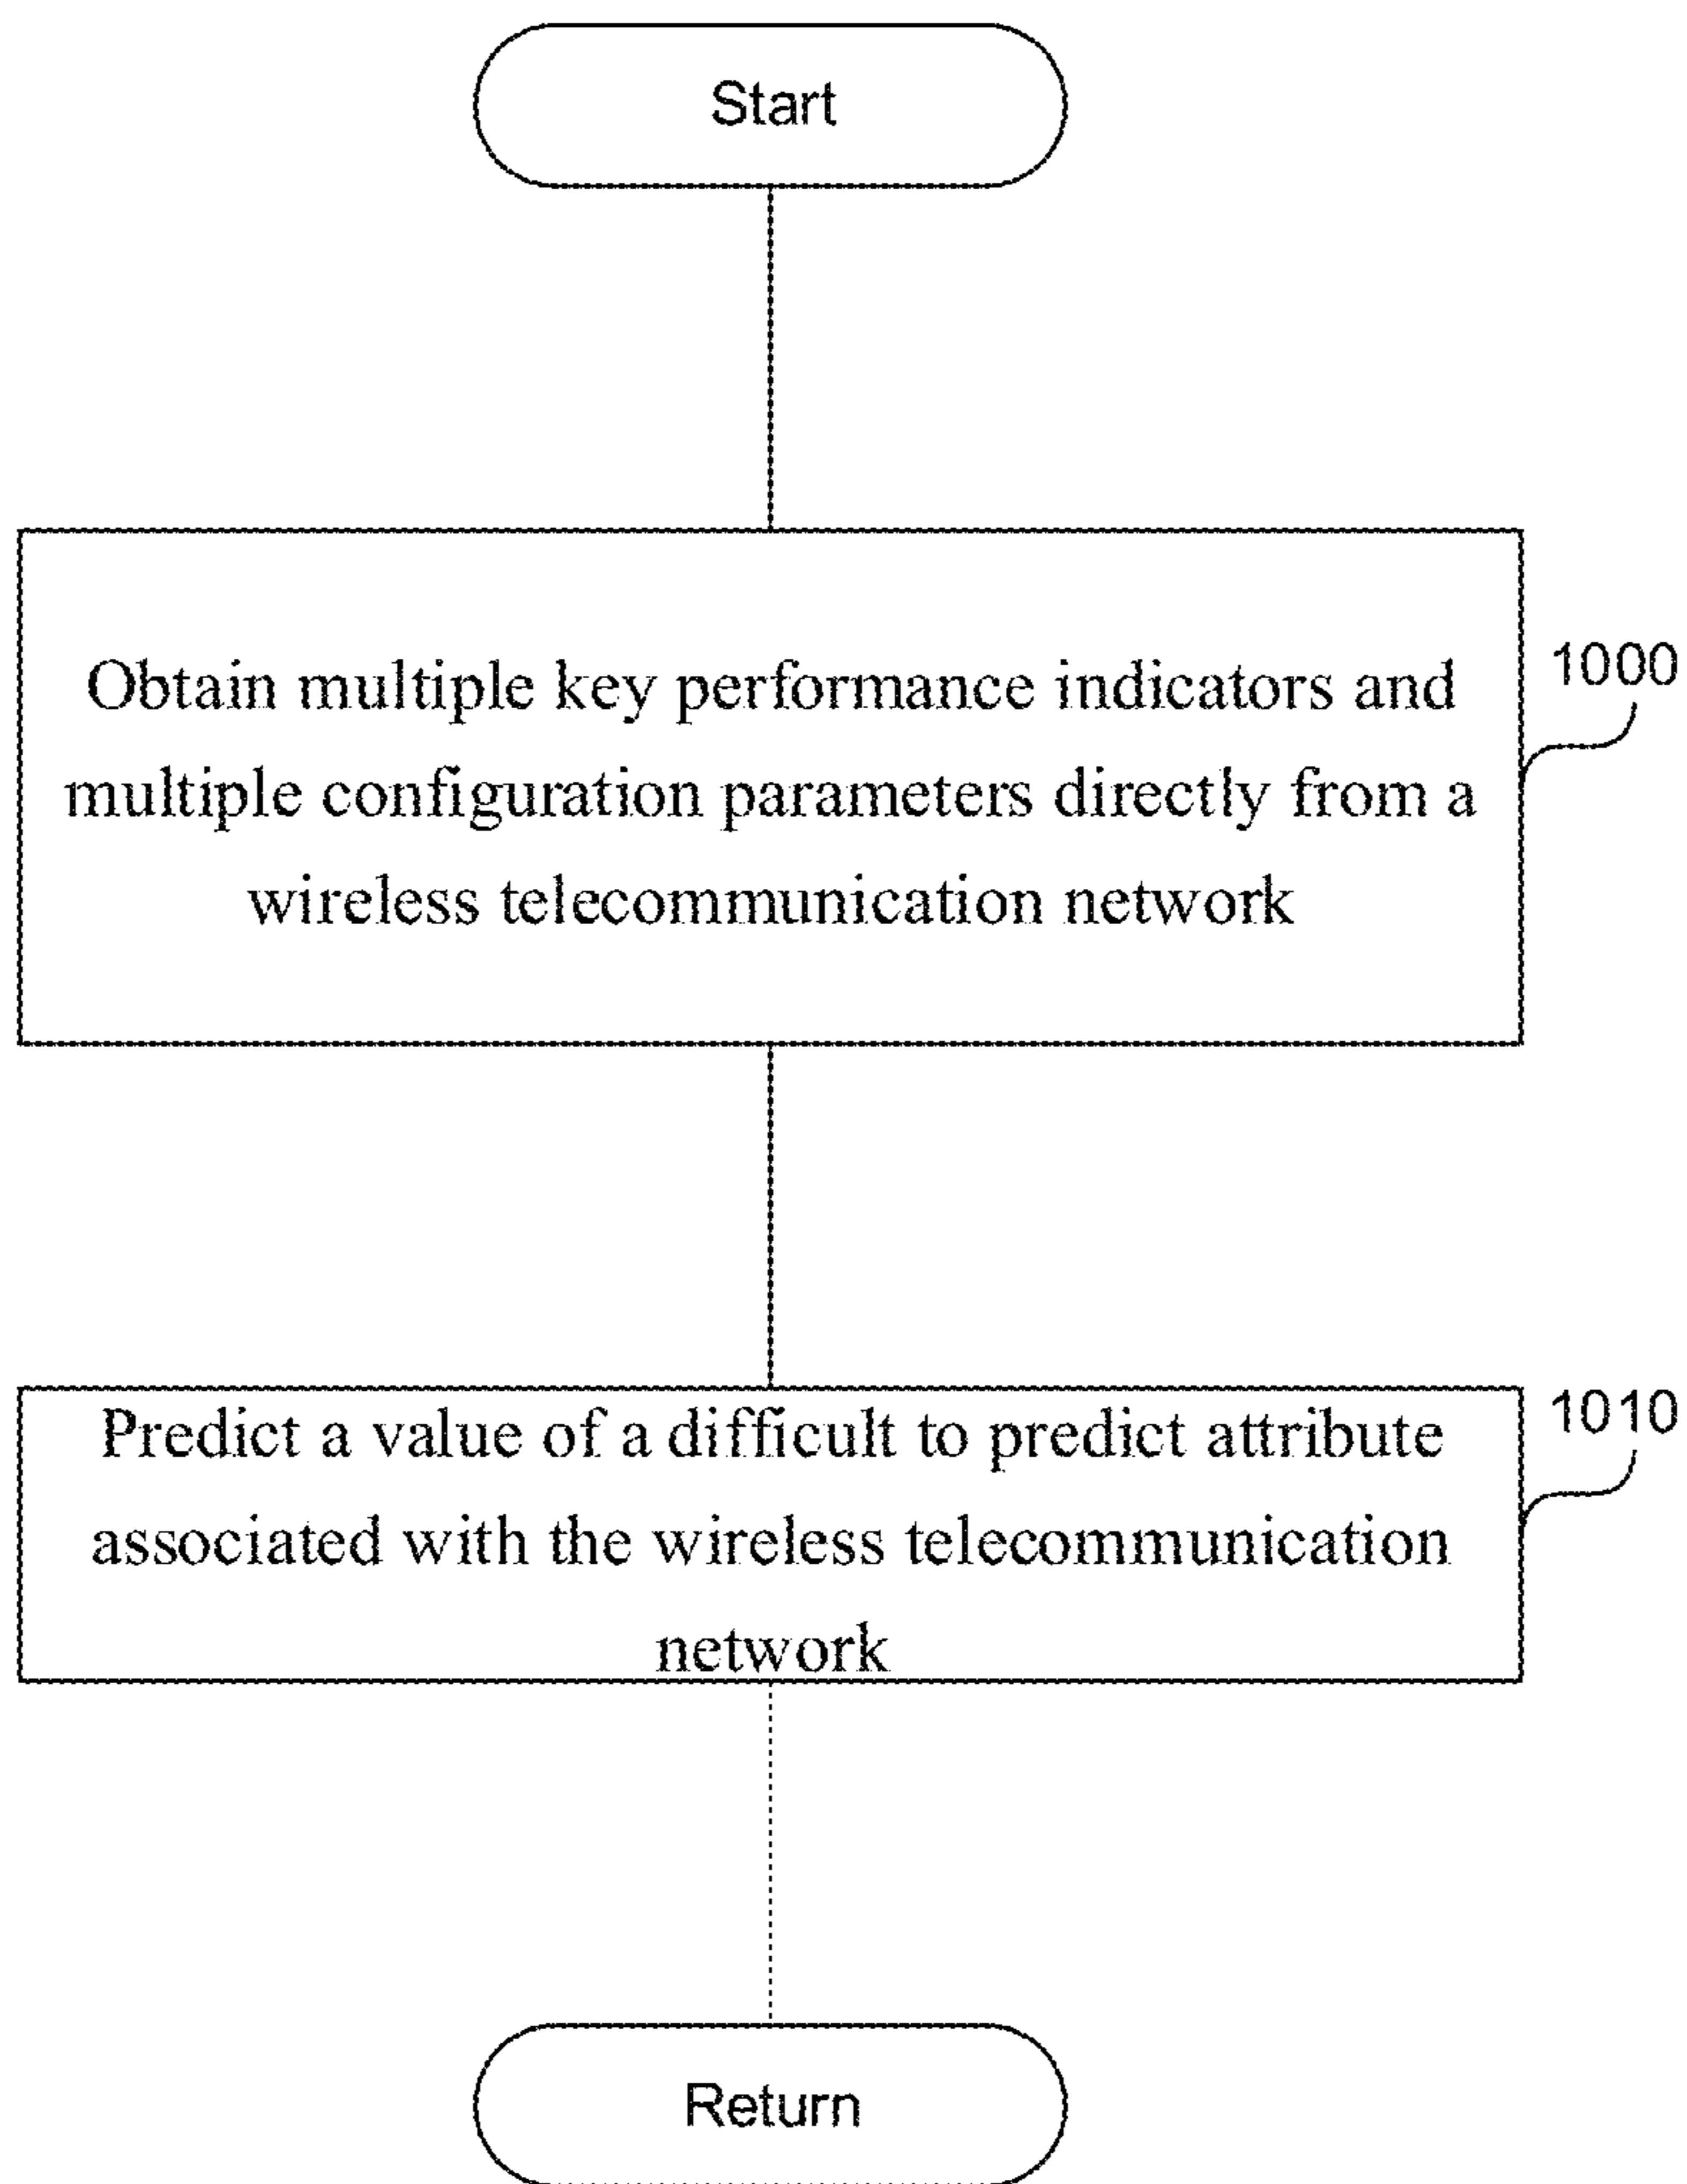 Start
Obtain multiple key performance indicators and
multiple configuration parameters directly from a
wireless telecommunication network
1000
Predict a value of a difficult to predict attribute
associated with the wireless telecommunication
network
1010
Return